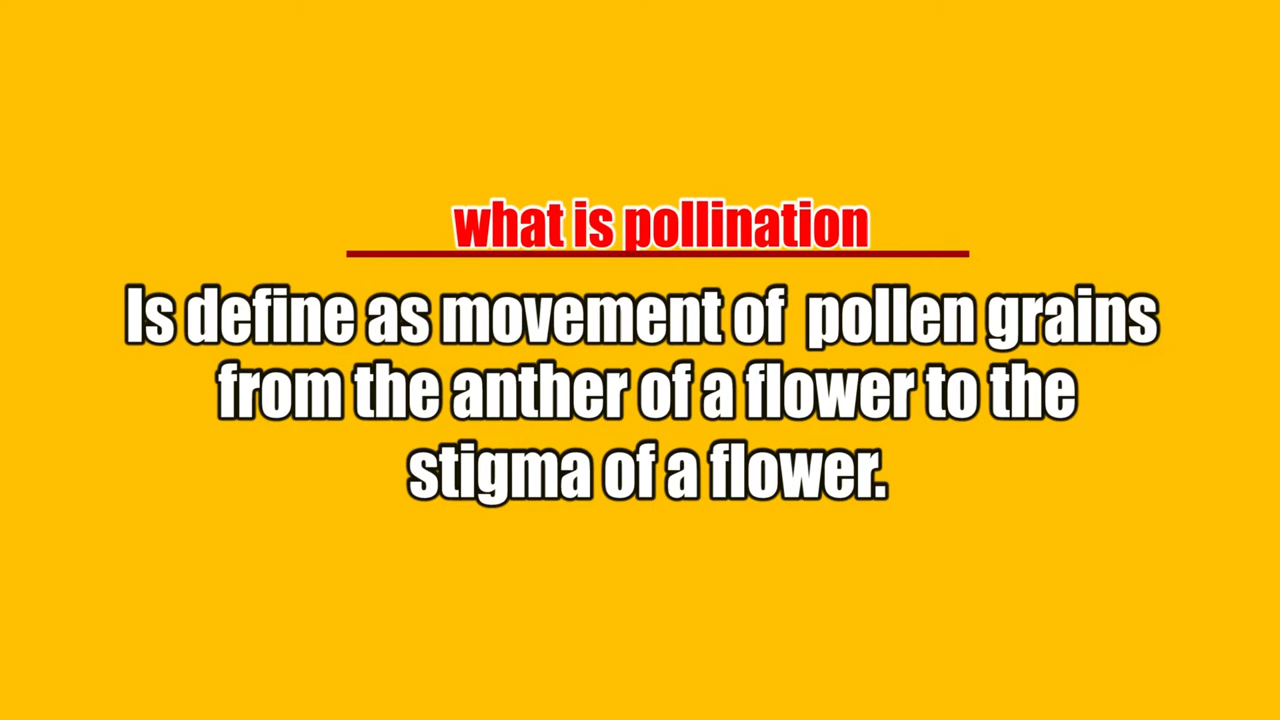 what is pollination
Is define as movement of pollen grains
from the anther of a flower to the
stigma of a flower.